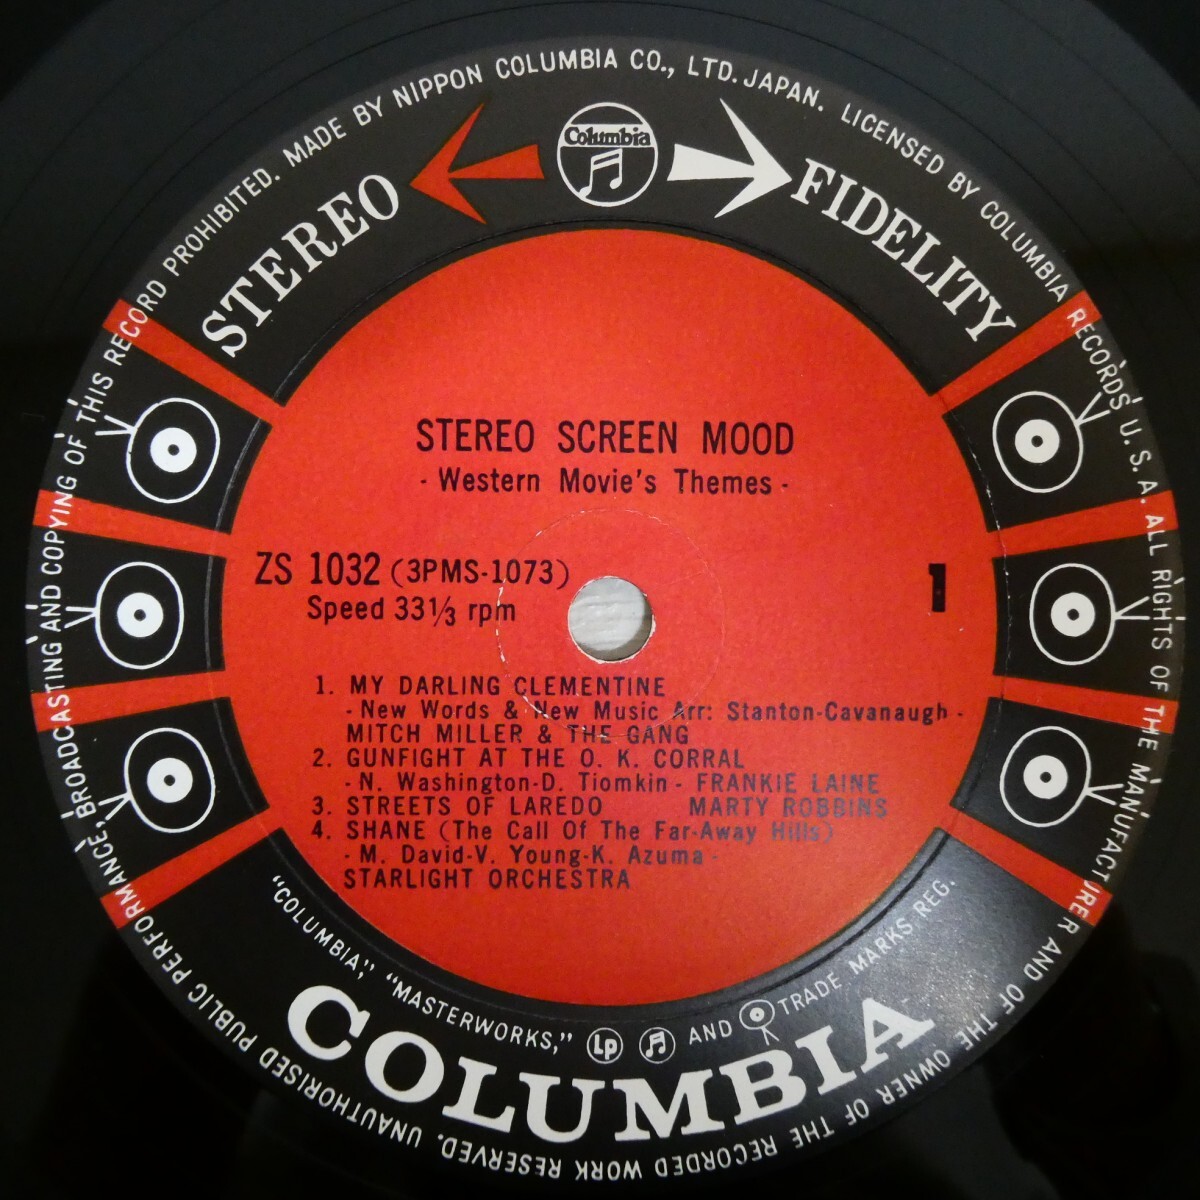 MADE BY NIPPON COLUMBIA CO., LTD. JAPAN. LICENSED BY COLUMBIA RECORDS U.S.A. ALL RIGHTS OF THE MANUFACTURER AND OF THE OWNER OF THE RECORDED WORK RESERVED. UNAUTHORISED PUBLIC PERFORMANCE, BROADCASTING AND COPYING OF THIS RECORD PROHIBITED.
Columbia
STEREO FIDELITY
STEREO SCREEN MOOD
- Western Movie's Themes -
ZS 1032 (3PMS-1073) 1
Speed 33 1/3 rpm
1. MY DARLING CLEMENTINE
- New Words & New Music Arr: Stanton-Cavanaugh -
MITCH MILLER & THE GANG
2. GUNFIGHT AT THE O. K. CORRAL
- N. Washington-D. Tiomkin - FRANKIE LAINE
3. STREETS OF LAREDO MARTY ROBBINS
4. SHANE (The Call Of The Far-Away Hills)
- M. David-V. Young-K. Azuma -
STARLIGHT ORCHESTRA
"COLUMBIA," "MASTERWORKS," Lp AND TRADE MARKS REG.
COLUMBIA